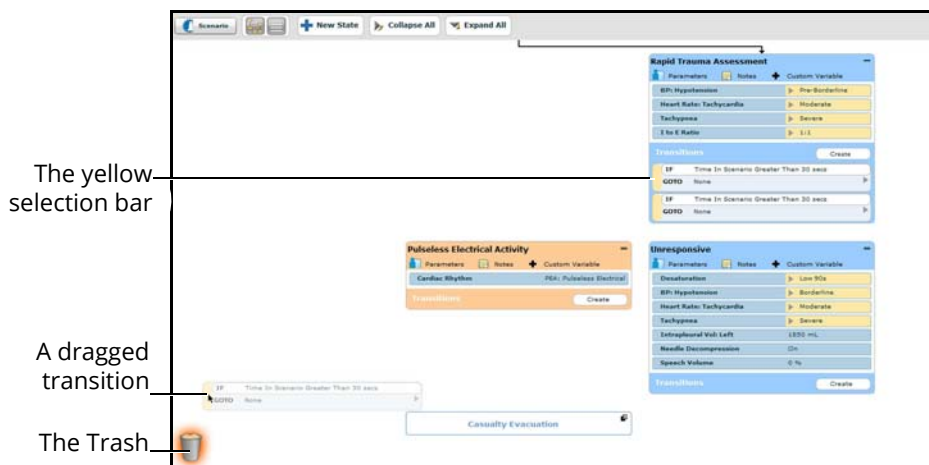 Scenario New State Collapse All Expand All
Rapid Trauma Assessment
Parameters Notes Custom Variable
BP: Hypotension Pre-Borderline
Heart Rate: Tachycardia Moderate
Tachypnea Severe
I to E Ratio 1:1
Transitions Create
IF Time In Scenario Greater Than 30 secs
GOTO None
IF Time In Scenario Greater Than 30 secs
GOTO None
The yellow
selection bar
Pulseless Electrical Activity
Parameters Notes Custom Variable
Cardiac Rhythm PEA: Pulseless Electrical
Transitions Create
Unresponsive
Parameters Notes Custom Variable
Desaturation Low 90s
BP: Hypotension Borderline
Heart Rate: Tachycardia Moderate
Tachypnea Severe
Intrapleural Vol: Left 1850 mL
Needle Decompression On
Speech Volume 0 %
Transitions Create
A dragged
transition
IF Time In Scenario Greater Than 30 secs
GOTO None
Casualty Evacuation
The Trash